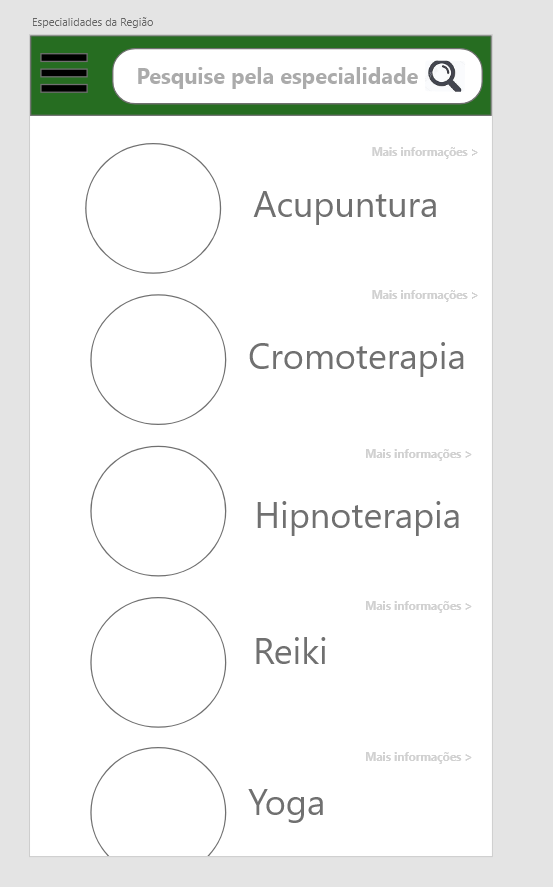 Especialidades da Região
Pesquise pela especialidade
Mais informações >
Acupuntura
Mais informações >
Cromoterapia
Mais informações >
Hipnoterapia
Mais informações >
Reiki
Mais informações >
Yoga